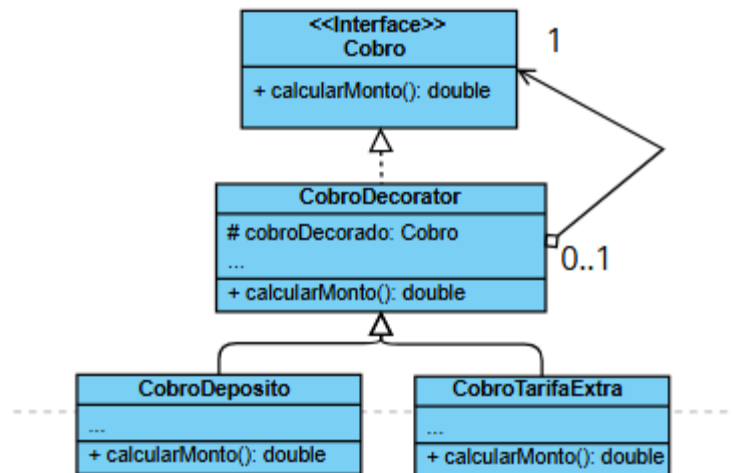 <<Interface>>
Cobro
1
+ calcularMonto(): double
CobroDecorator
# cobroDecorado: Cobro
...
0..1
+ calcularMonto(): double
CobroDeposito
...
+ calcularMonto(): double
CobroTarifaExtra
...
+ calcularMonto(): double